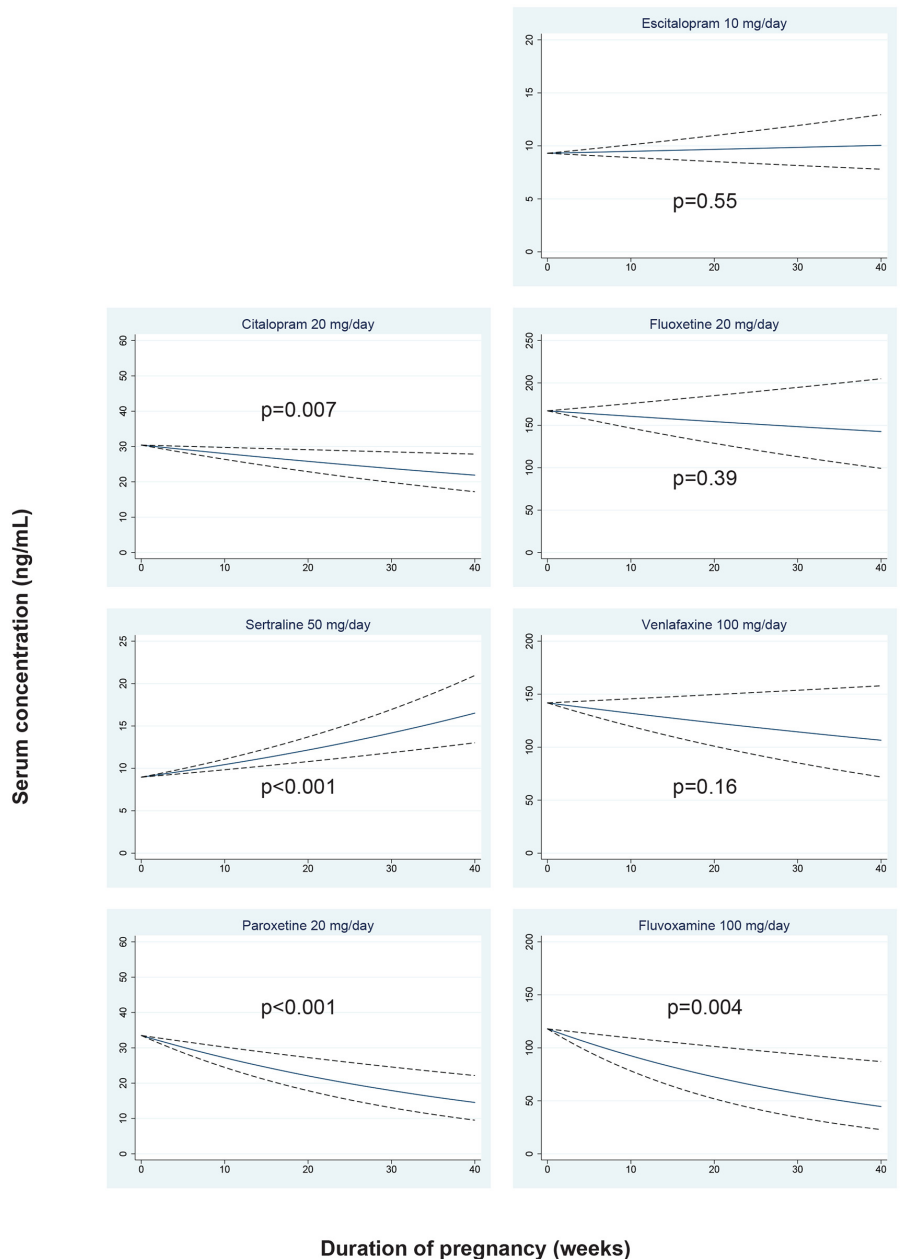 Escitalopram 10 mg/day
20
15
10
5
0
p=0.55
0 10 20 30 40
Citalopram 20 mg/day
60
50
40
30
20
10
0
p=0.007
0 10 20 30 40
Fluoxetine 20 mg/day
250
200
150
100
50
0
p=0.39
0 10 20 30 40
Serum concentration (ng/mL)
Sertraline 50 mg/day
25
20
15
10
5
0
p<0.001
0 10 20 30 40
Venlafaxine 100 mg/day
200
150
100
50
0
p=0.16
0 10 20 30 40
Paroxetine 20 mg/day
60
50
40
30
20
10
0
p<0.001
0 10 20 30 40
Fluvoxamine 100 mg/day
200
150
100
50
0
p=0.004
0 10 20 30 40
Duration of pregnancy (weeks)